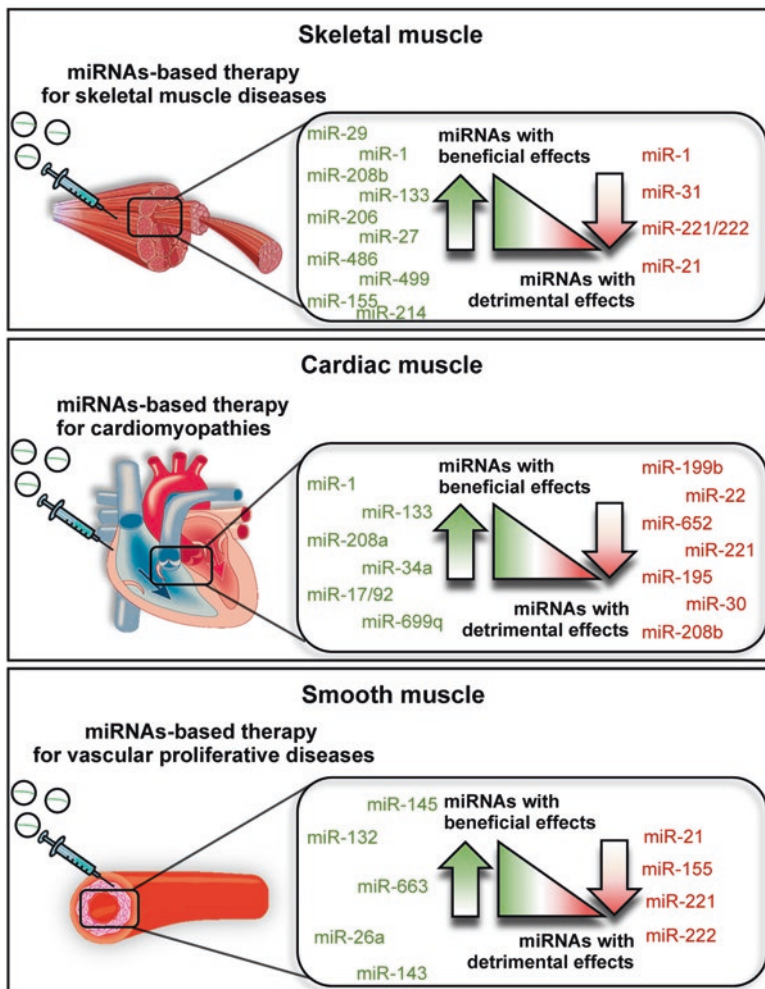 Skeletal muscle
miRNAs-based therapy
for skeletal muscle diseases
miR-29
miR-1
miR-208b
miR-133
miR-206
miR-27
miR-486
miR-499
miR-155
miR-214
miRNAs with
beneficial effects
miRNAs with
detrimental effects
miR-1
miR-31
miR-221/222
miR-21
Cardiac muscle
miRNAs-based therapy
for cardiomyopathies
miR-1
miR-133
miR-208a
miR-34a
miR-17/92
miR-699q
miRNAs with
beneficial effects
miRNAs with
detrimental effects
miR-199b
miR-22
miR-652
miR-221
miR-195
miR-30
miR-208b
Smooth muscle
miRNAs-based therapy
for vascular proliferative diseases
miR-145
miR-132
miR-663
miR-26a
miR-143
miRNAs with
beneficial effects
miRNAs with
detrimental effects
miR-21
miR-155
miR-221
miR-222